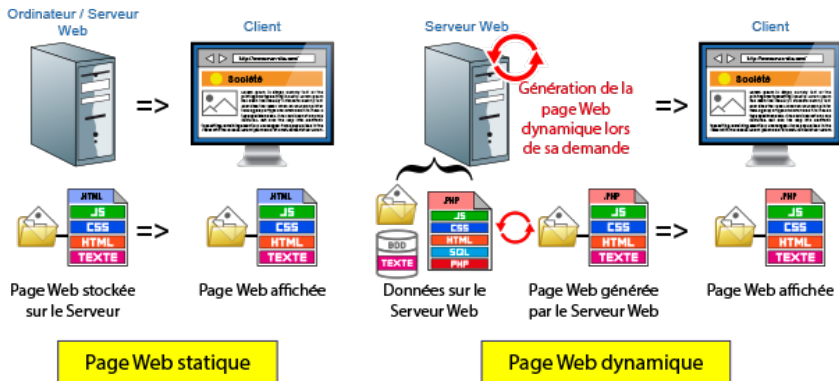 Ordinateur / Serveur
Web
Client
Société
=>
.HTML
JS
CSS
HTML
TEXTE
=>
.HTML
JS
CSS
HTML
TEXTE
Page Web stockée
sur le Serveur
Page Web affichée
Page Web statique
Serveur Web
Client
Génération de la
page Web
dynamique lors
de sa demande
=>
Société
BDD
TEXTE
.PHP
JS
CSS
HTML
SQL
PHP
.PHP
JS
CSS
HTML
TEXTE
=>
.PHP
JS
CSS
HTML
TEXTE
Données sur le
Serveur Web
Page Web générée
par le Serveur Web
Page Web affichée
Page Web dynamique